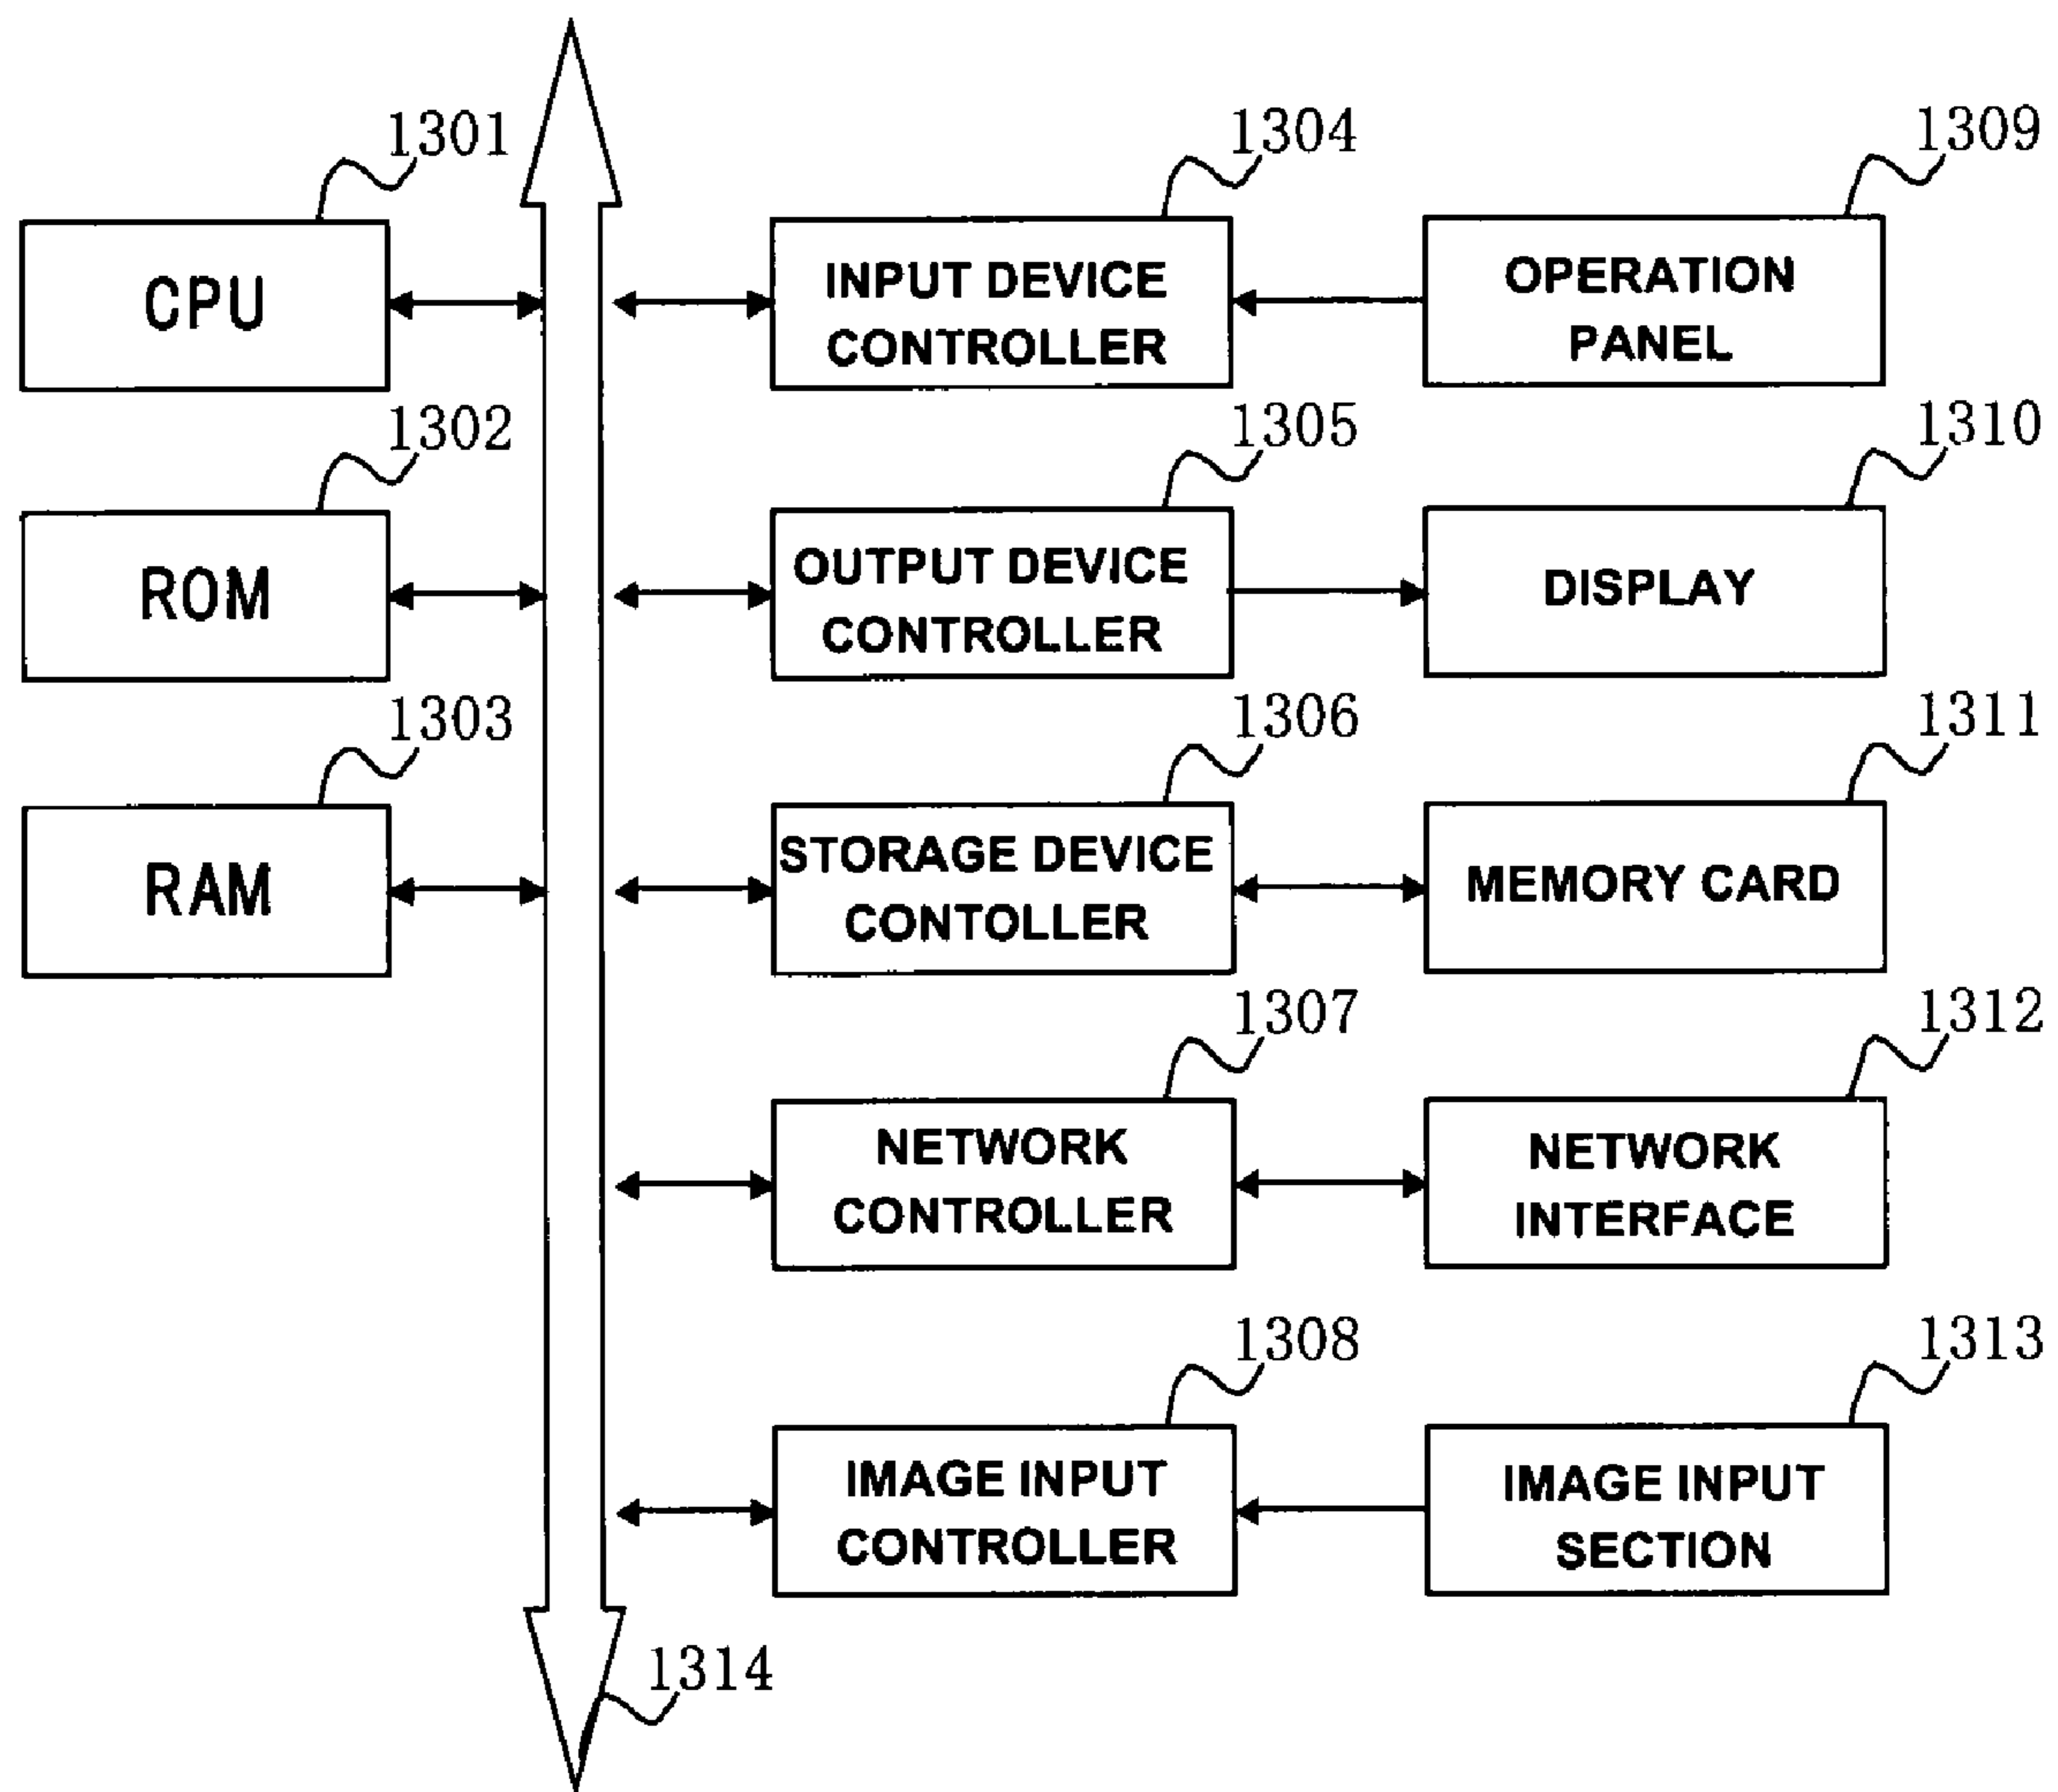 1301
1304
1309
CPU
INPUT DEVICE
CONTROLLER
OPERATION
PANEL
1302
1305
1310
ROM
OUTPUT DEVICE
CONTROLLER
DISPLAY
1303
1306
1311
RAM
STORAGE DEVICE
CONTOLLER
MEMORY CARD
1307
1312
NETWORK
CONTROLLER
NETWORK
INTERFACE
1308
1313
IMAGE INPUT
CONTROLLER
IMAGE INPUT
SECTION
1314